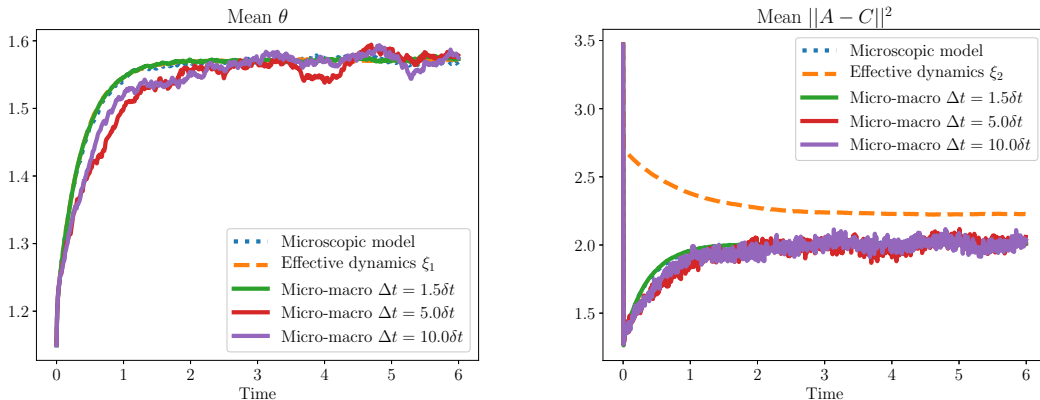 Mean θ
1.6
1.5
1.4
1.3
1.2
0 1 2 3 4 5 6
Time
Microscopic model
Effective dynamics ξ₁
Micro-macro Δt = 1.5δt
Micro-macro Δt = 5.0δt
Micro-macro Δt = 10.0δt
Mean ||A − C||²
3.5
3.0
2.5
2.0
1.5
0 1 2 3 4 5 6
Time
Microscopic model
Effective dynamics ξ₂
Micro-macro Δt = 1.5δt
Micro-macro Δt = 5.0δt
Micro-macro Δt = 10.0δt